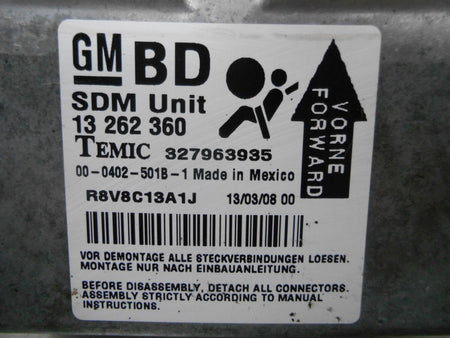 GM BD
SDM Unit
13 262 360
TEMIC 327963935
00-0402-501B-1 Made in Mexico
R8V8C13A1J 13/03/08 00
VORNE
FORWARD
VOR DEMONTAGE ALLE STECKVERBINDUNGEN LOESEN.
MONTAGE NUR NACH EINBAUANLEITUNG.
BEFORE DISASSEMBLY, DETACH ALL CONNECTORS.
ASSEMBLY STRICTLY ACCORDING TO MANUAL
INSTRUCTIONS.